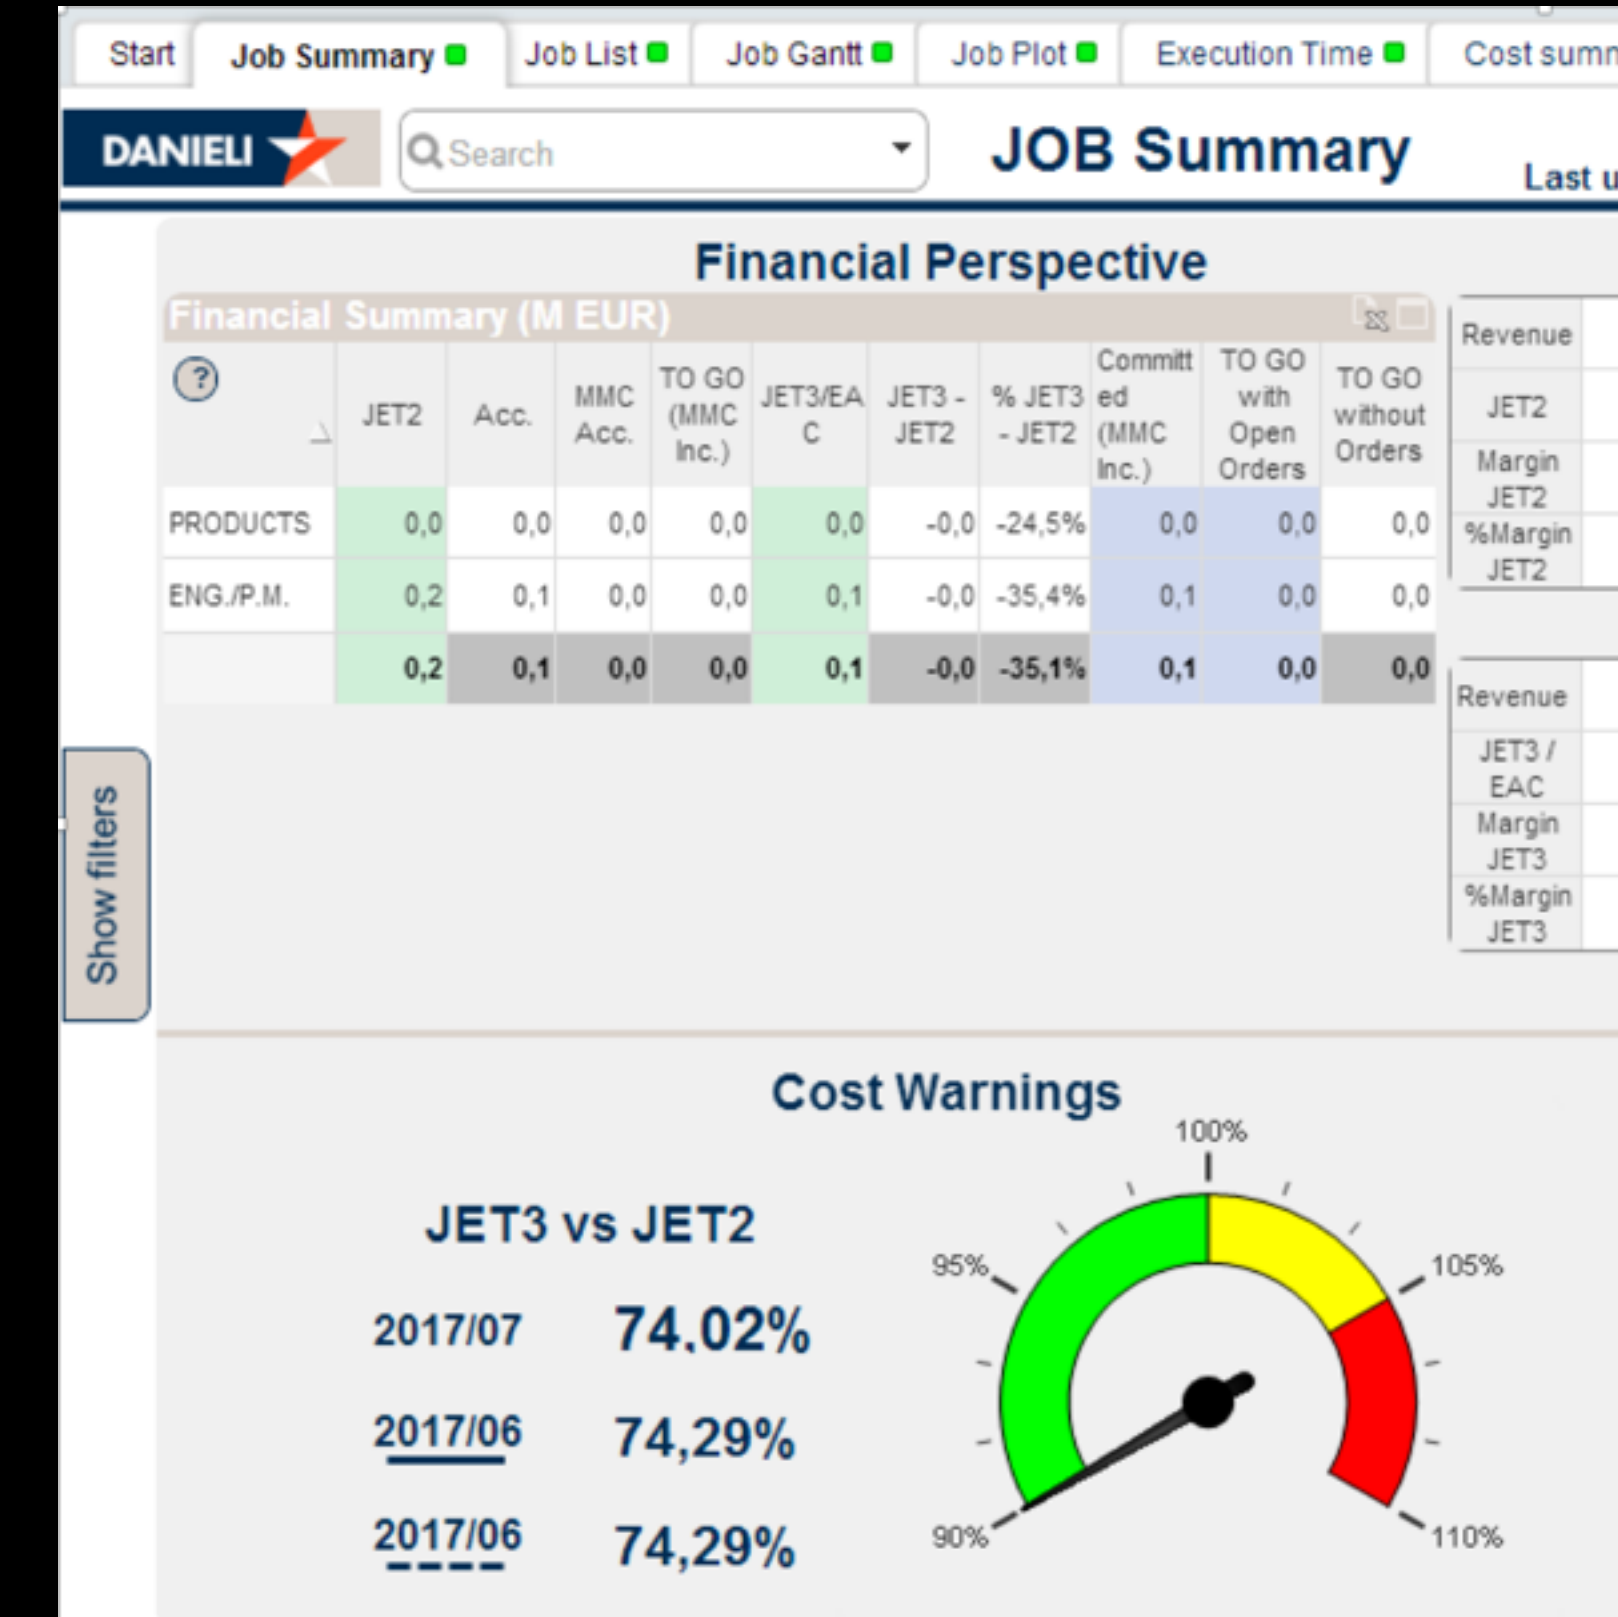 Start Job Summary Job List Job Gantt Job Plot Execution Time Cost summ
DANIELI Search JOB Summary Last u
Financial Perspective
Financial Summary (M EUR)
? JET2 Acc. MMC Acc. TO GO (MMC Inc.) JET3/EAC JET3 - JET2 % JET3 - JET2 Committed (MMC Inc.) TO GO with Open Orders TO GO without Orders
PRODUCTS 0,0 0,0 0,0 0,0 0,0 -0,0 -24,5% 0,0 0,0 0,0
ENG./P.M. 0,2 0,1 0,0 0,0 0,1 -0,0 -35,4% 0,1 0,0 0,0
0,2 0,1 0,0 0,0 0,1 -0,0 -35,1% 0,1 0,0 0,0
Revenue
JET2
Margin
JET2
%Margin
JET2
Revenue
JET3 /
EAC
Margin
JET3
%Margin
JET3
Show filters
Cost Warnings
JET3 vs JET2
2017/07 74,02%
2017/06 74,29%
2017/06 74,29%
90%
95%
100%
105%
110%